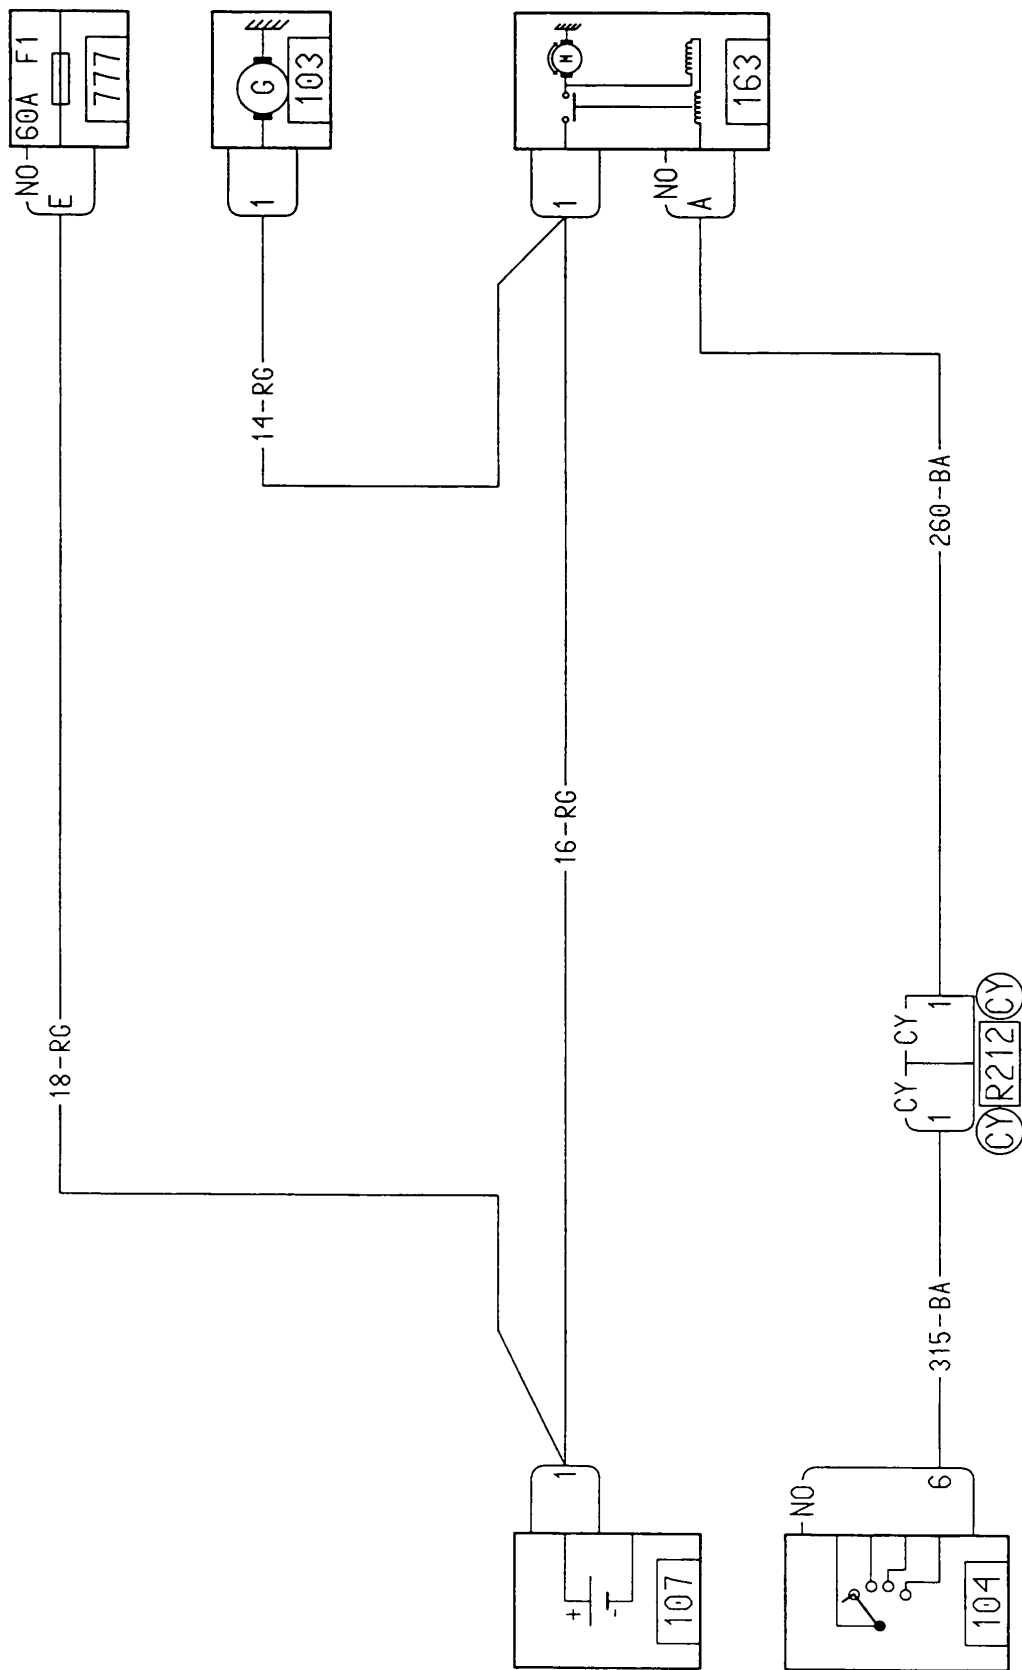 60A F1
777
NO
E
18-RG
G
103
1
14-RG
M
163
1
NO
A
16-RG
260-BA
CY CY
1 1
CY R212 CY
315-BA
1
+
-
107
NO
6
104